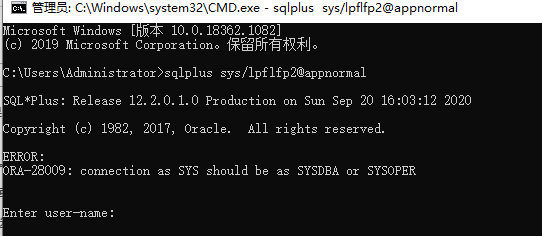 管理员: C:\Windows\system32\CMD.exe - sqlplus  sys/lpflfp2@appnormal
Microsoft Windows [版本 10.0.18362.1082]
(c) 2019 Microsoft Corporation。保留所有权利。
C:\Users\Administrator>sqlplus sys/lpflfp2@appnormal
SQL*Plus: Release 12.2.0.1.0 Production on Sun Sep 20 16:03:12 2020
Copyright (c) 1982, 2017, Oracle.  All rights reserved.
ERROR:
ORA-28009: connection as SYS should be as SYSDBA or SYSOPER
Enter user-name: